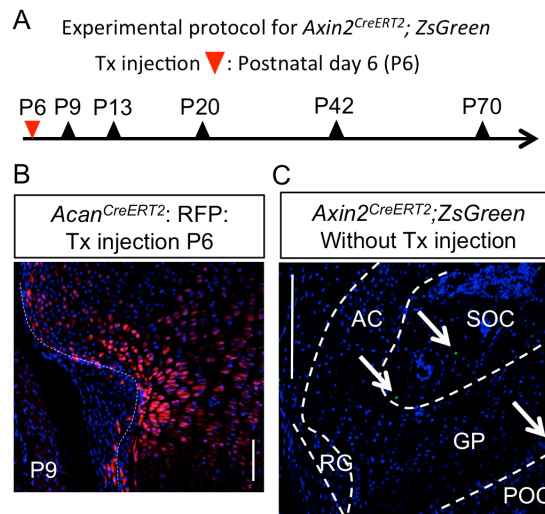 A
Experimental protocol for Axin2CreERT2; ZsGreen
Tx injection : Postnatal day 6 (P6)
P6 P9 P13 P20 P42 P70
B
AcanCreERT2: RFP:
Tx injection P6
P9
C
Axin2CreERT2;ZsGreen
Without Tx injection
AC
SOC
GP
RG
POC